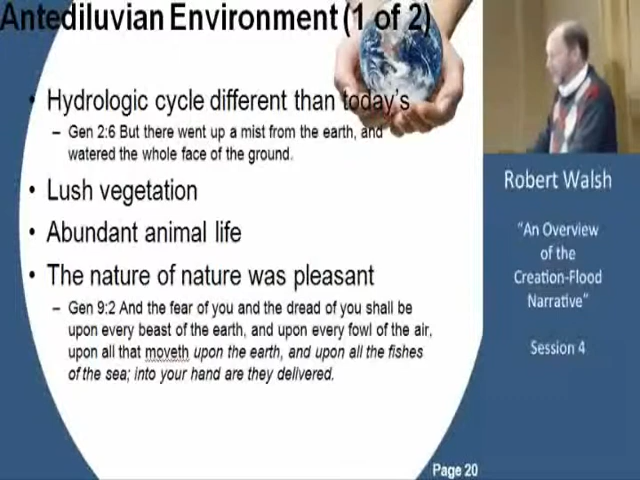 Antediluvian Environment (1 of 2)
• Hydrologic cycle different than today's
– Gen 2:6 But there went up a mist from the earth, and
watered the whole face of the ground.
• Lush vegetation
• Abundant animal life
• The nature of nature was pleasant
– Gen 9:2 And the fear of you and the dread of you shall be
upon every beast of the earth, and upon every fowl of the air,
upon all that moveth upon the earth, and upon all the fishes
of the sea; into your hand are they delivered.
Page 20
Robert Walsh
"An Overview
of the
Creation-Flood
Narrative"
Session 4